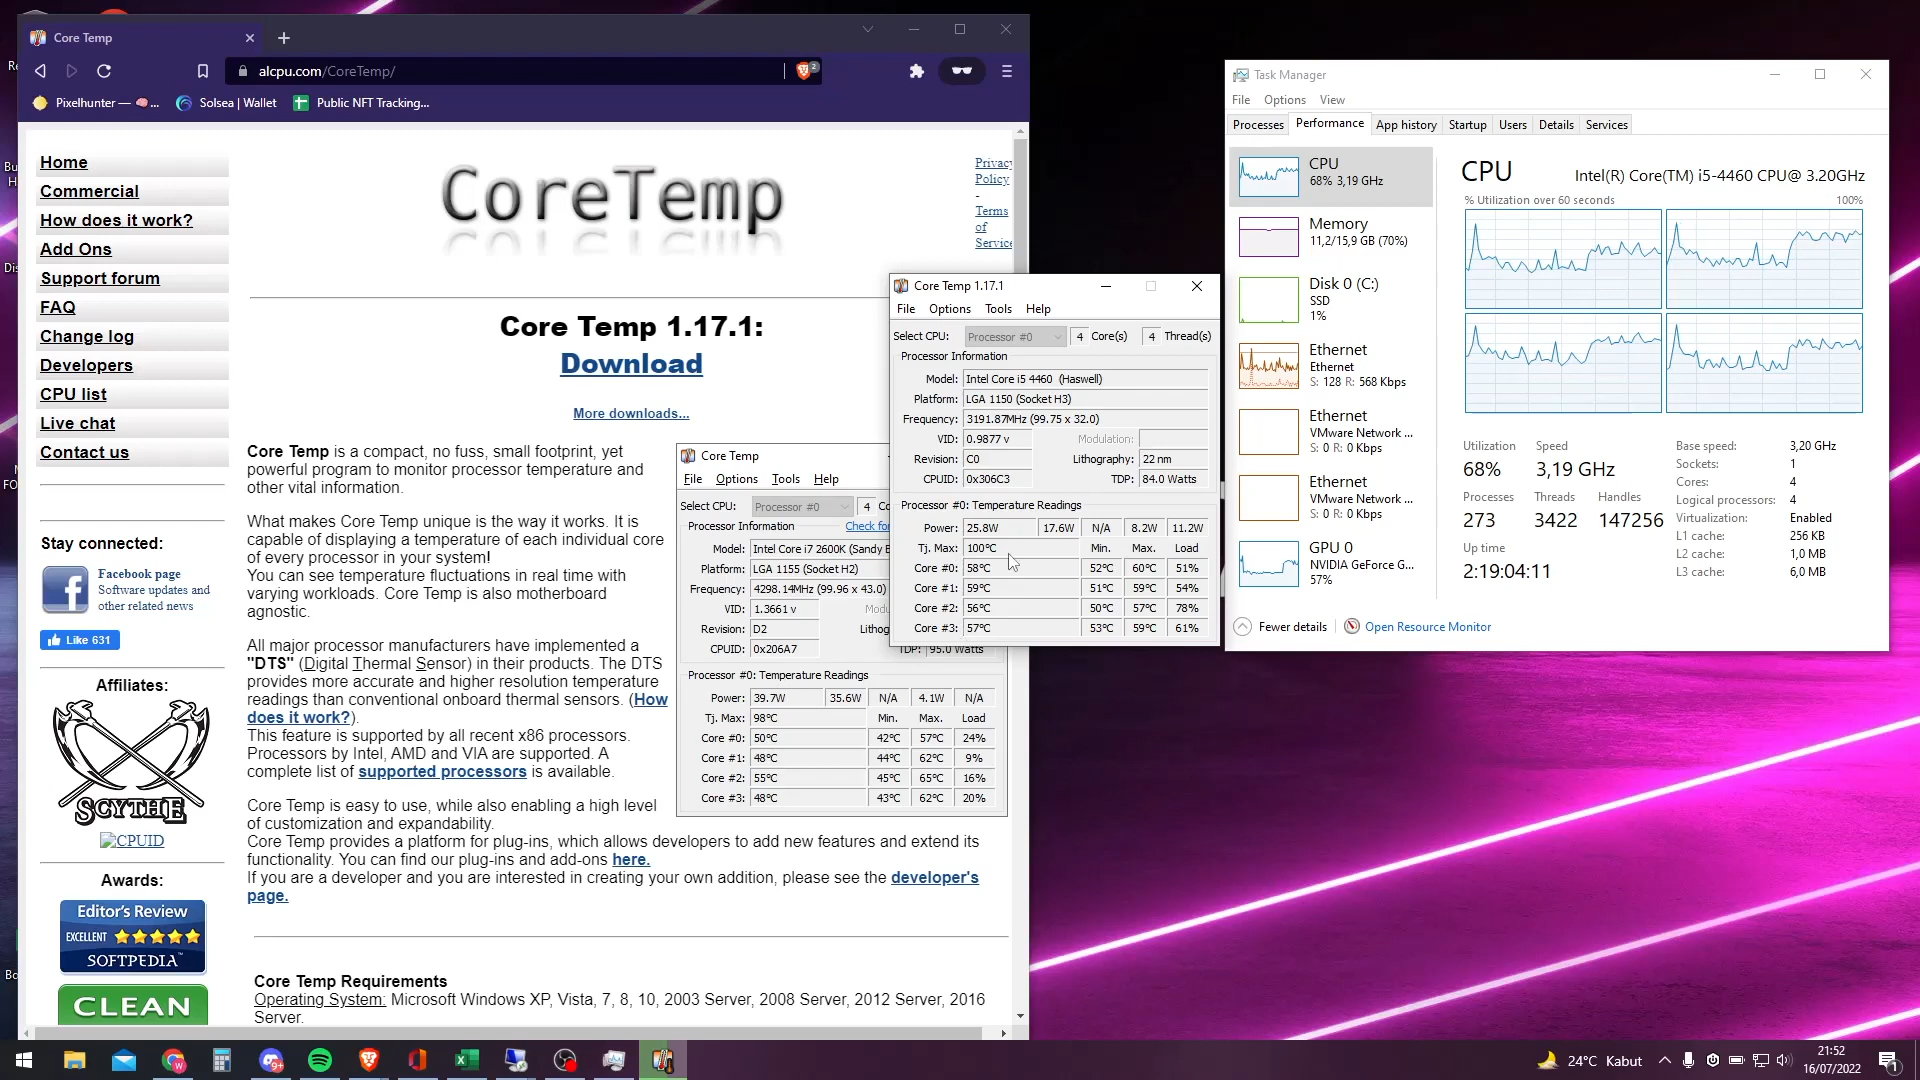 Core Temp
alcpu.com/CoreTemp/
2
Pixelhunter — 🧠...
Solsea | Wallet
Public NFT Tracking...
Home
Commercial
How does it work?
Add Ons
Support forum
FAQ
Change log
Developers
CPU list
Live chat
Contact us
Stay connected:
Facebook page
Software updates and
other related news
Like 631
Affiliates:
SCYTHE
CPUID
Awards:
Editor's Review
EXCELLENT
SOFTPEDIA
CLEAN
CoreTemp
Privacy
Policy
-
Terms
of
Service
Core Temp 1.17.1:
Download
More downloads...
Core Temp is a compact, no fuss, small footprint, yet
powerful program to monitor processor temperature and
other vital information.
What makes Core Temp unique is the way it works. It is
capable of displaying a temperature of each individual core
of every processor in your system!
You can see temperature fluctuations in real time with
varying workloads. Core Temp is also motherboard
agnostic.
All major processor manufacturers have implemented a
"DTS" (Digital Thermal Sensor) in their products. The DTS
provides more accurate and higher resolution temperature
readings than conventional onboard thermal sensors. (How
does it work?).
This feature is supported by all recent x86 processors.
Processors by Intel, AMD and VIA are supported. A
complete list of supported processors is available.
Core Temp is easy to use, while also enabling a high level
of customization and expandability.
Core Temp provides a platform for plug-ins, which allows developers to add new features and extend its
functionality. You can find our plug-ins and add-ons here.
If you are a developer and you are interested in creating your own addition, please see the developer's
page.
Core Temp Requirements
Operating System: Microsoft Windows XP, Vista, 7, 8, 10, 2003 Server, 2008 Server, 2012 Server, 2016
Server.
Core Temp
File Options Tools Help
Select CPU: Processor #0 4 Co
Processor Information Check for
Model: Intel Core i7 2600K (Sandy B
Platform: LGA 1155 (Socket H2)
Frequency: 4298.14MHz (99.96 x 43.0)
VID: 1.3661 v Modu
Revision: D2 Lithog
CPUID: 0x206A7 TDP: 95.0 Watts
Processor #0: Temperature Readings
Power: 39.7W 35.6W N/A 4.1W N/A
Tj. Max: 98°C Min. Max. Load
Core #0: 50°C 42°C 57°C 24%
Core #1: 48°C 44°C 62°C 9%
Core #2: 55°C 45°C 65°C 16%
Core #3: 48°C 43°C 62°C 20%
Core Temp 1.17.1
File Options Tools Help
Select CPU: Processor #0 4 Core(s) 4 Thread(s)
Processor Information
Model: Intel Core i5 4460 (Haswell)
Platform: LGA 1150 (Socket H3)
Frequency: 3191.87MHz (99.75 x 32.0)
VID: 0.9877 v Modulation:
Revision: C0 Lithography: 22 nm
CPUID: 0x306C3 TDP: 84.0 Watts
Processor #0: Temperature Readings
Power: 25.8W 17.6W N/A 8.2W 11.2W
Tj. Max: 100°C Min. Max. Load
Core #0: 58°C 52°C 60°C 51%
Core #1: 59°C 51°C 59°C 54%
Core #2: 56°C 50°C 57°C 78%
Core #3: 57°C 53°C 59°C 61%
Task Manager
File Options View
Processes Performance App history Startup Users Details Services
CPU
68% 3,19 GHz
Memory
11,2/15,9 GB (70%)
Disk 0 (C:)
SSD
1%
Ethernet
Ethernet
S: 128 R: 568 Kbps
Ethernet
VMware Network ...
S: 0 R: 0 Kbps
Ethernet
VMware Network ...
S: 0 R: 0 Kbps
GPU 0
NVIDIA GeForce G...
57%
CPU Intel(R) Core(TM) i5-4460 CPU@ 3.20GHz
% Utilization over 60 seconds 100%
Utilization Speed
68% 3,19 GHz
Processes Threads Handles
273 3422 147256
Up time
2:19:04:11
Base speed: 3,20 GHz
Sockets: 1
Cores: 4
Logical processors: 4
Virtualization: Enabled
L1 cache: 256 KB
L2 cache: 1,0 MB
L3 cache: 6,0 MB
Fewer details Open Resource Monitor
24°C Kabut
21:52
16/07/2022